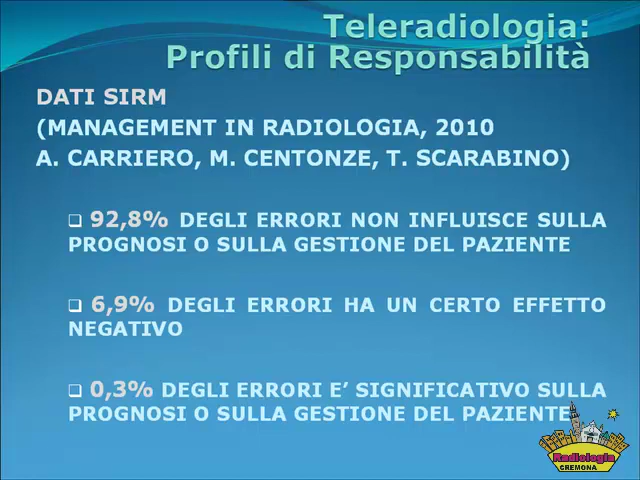 Teleradiologia:
Profili di Responsabilità
DATI SIRM
(MANAGEMENT IN RADIOLOGIA, 2010
A. CARRIERO, M. CENTONZE, T. SCARABINO)
92,8% DEGLI ERRORI NON INFLUISCE SULLA
PROGNOSI O SULLA GESTIONE DEL PAZIENTE
6,9% DEGLI ERRORI HA UN CERTO EFFETTO
NEGATIVO
0,3% DEGLI ERRORI E’ SIGNIFICATIVO SULLA
PROGNOSI O SULLA GESTIONE DEL PAZIENTE
Radiologia
CREMONA